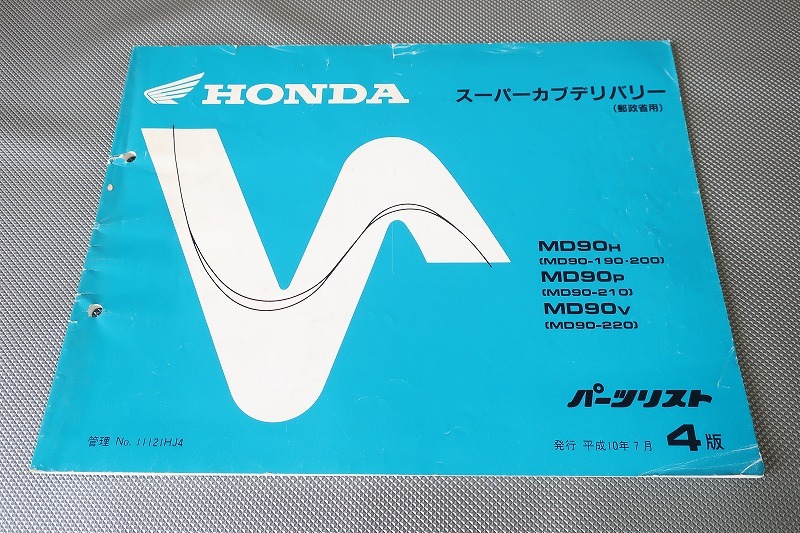 HONDA
スーパーカブデリバリー
(郵政省用)
MD90H
(MD90-190·200)
MD90P
(MD90-210)
MD90V
(MD90-220)
パーツリスト
管理 No. 11121HJ4
発行 平成10年7月 4版